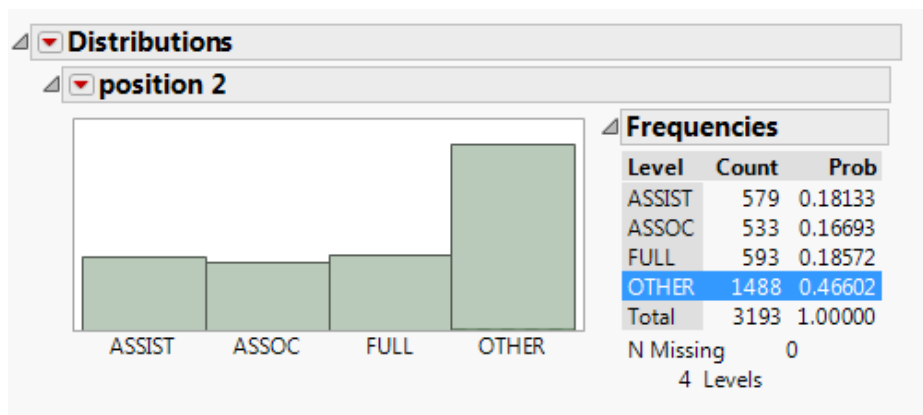 Distributions
position 2
ASSIST ASSOC FULL OTHER
Frequencies
Level Count Prob
ASSIST 579 0.18133
ASSOC 533 0.16693
FULL 593 0.18572
OTHER 1488 0.46602
Total 3193 1.00000
N Missing 0
4 Levels